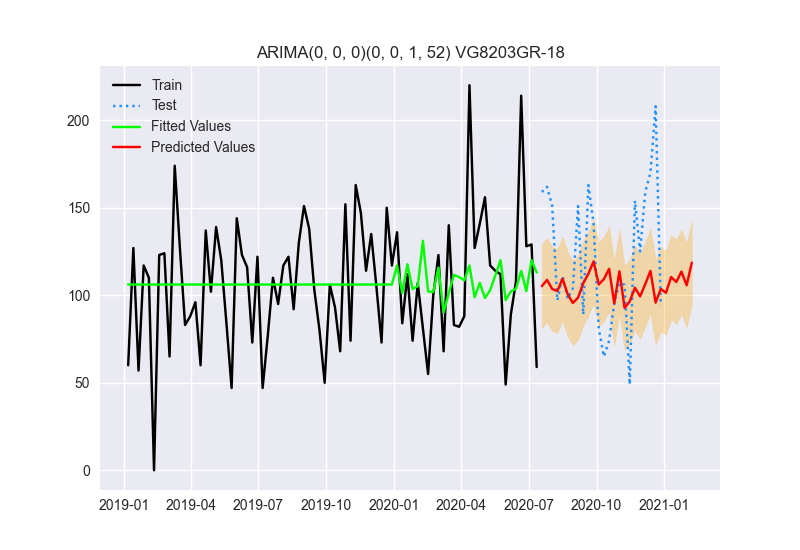 ARIMA(0, 0, 0)(0, 0, 1, 52) VG8203GR-18
Train
Test
Fitted Values
Predicted Values
200
150
100
50
0
2019-01 2019-04 2019-07 2019-10 2020-01 2020-04 2020-07 2020-10 2021-01